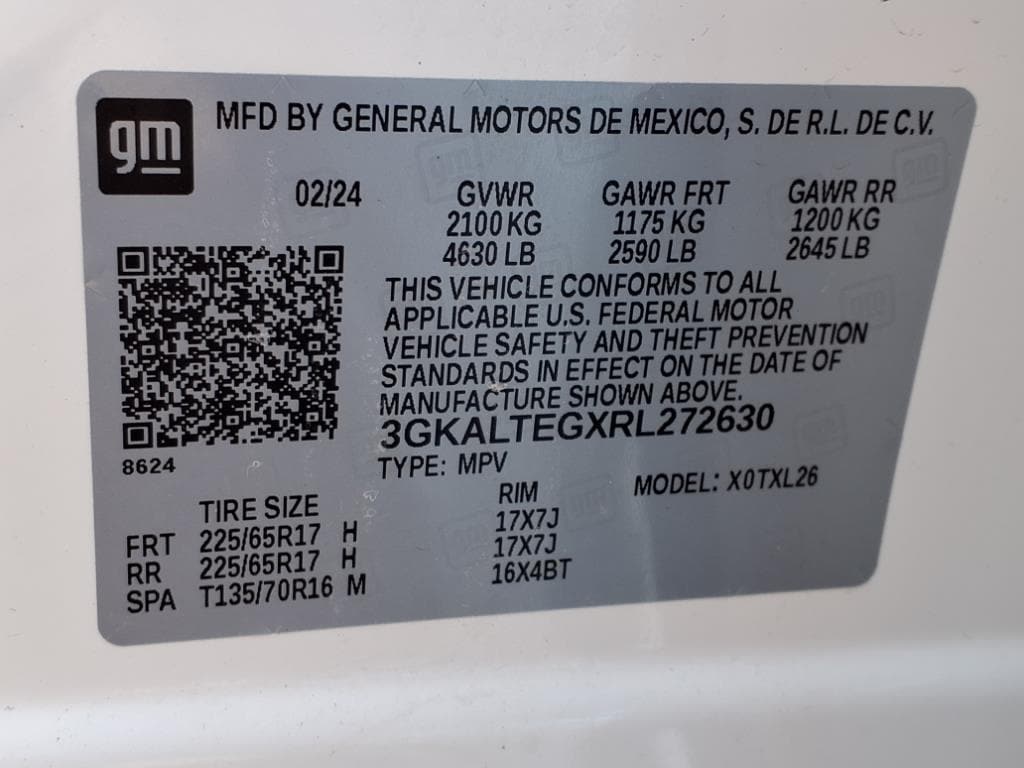 gm
MFD BY GENERAL MOTORS DE MEXICO, S. DE R.L. DE C.V.
02/24 GVWR GAWR FRT GAWR RR
2100 KG 1175 KG 1200 KG
4630 LB 2590 LB 2645 LB
THIS VEHICLE CONFORMS TO ALL
APPLICABLE U.S. FEDERAL MOTOR
VEHICLE SAFETY AND THEFT PREVENTION
STANDARDS IN EFFECT ON THE DATE OF
MANUFACTURE SHOWN ABOVE.
3GKALTEGXRL272630
8624
TYPE: MPV
MODEL: X0TXL26
TIRE SIZE RIM
FRT 225/65R17 H 17X7J
RR 225/65R17 H 17X7J
SPA T135/70R16 M 16X4BT